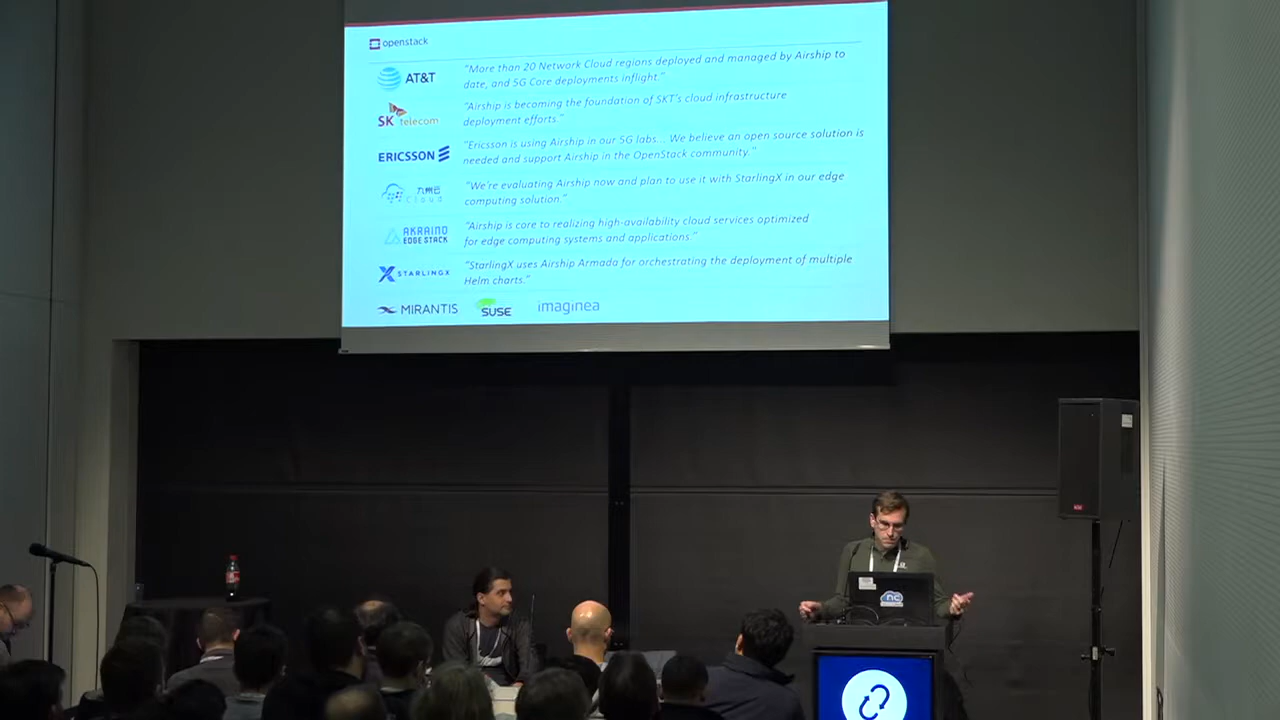 openstack
AT&T
"More than 20 Network Cloud regions deployed and managed by Airship to
date, and 5G Core deployments inflight."
SK telecom
"Airship is becoming the foundation of SKT's cloud infrastructure
deployment efforts."
ERICSSON
"Ericsson is using Airship in our 5G labs... We believe an open source solution is
needed and support Airship in the OpenStack community."
九州云
Cloud
"We're evaluating Airship now and plan to use it with StarlingX in our edge
computing solution."
AKRAINO
EDGE STACK
"Airship is core to realizing high-availability cloud services optimized
for edge computing systems and applications."
STARLINGX
"StarlingX uses Airship Armada for orchestrating the deployment of multiple
Helm charts."
MIRANTIS
SUSE
imaginea
nc